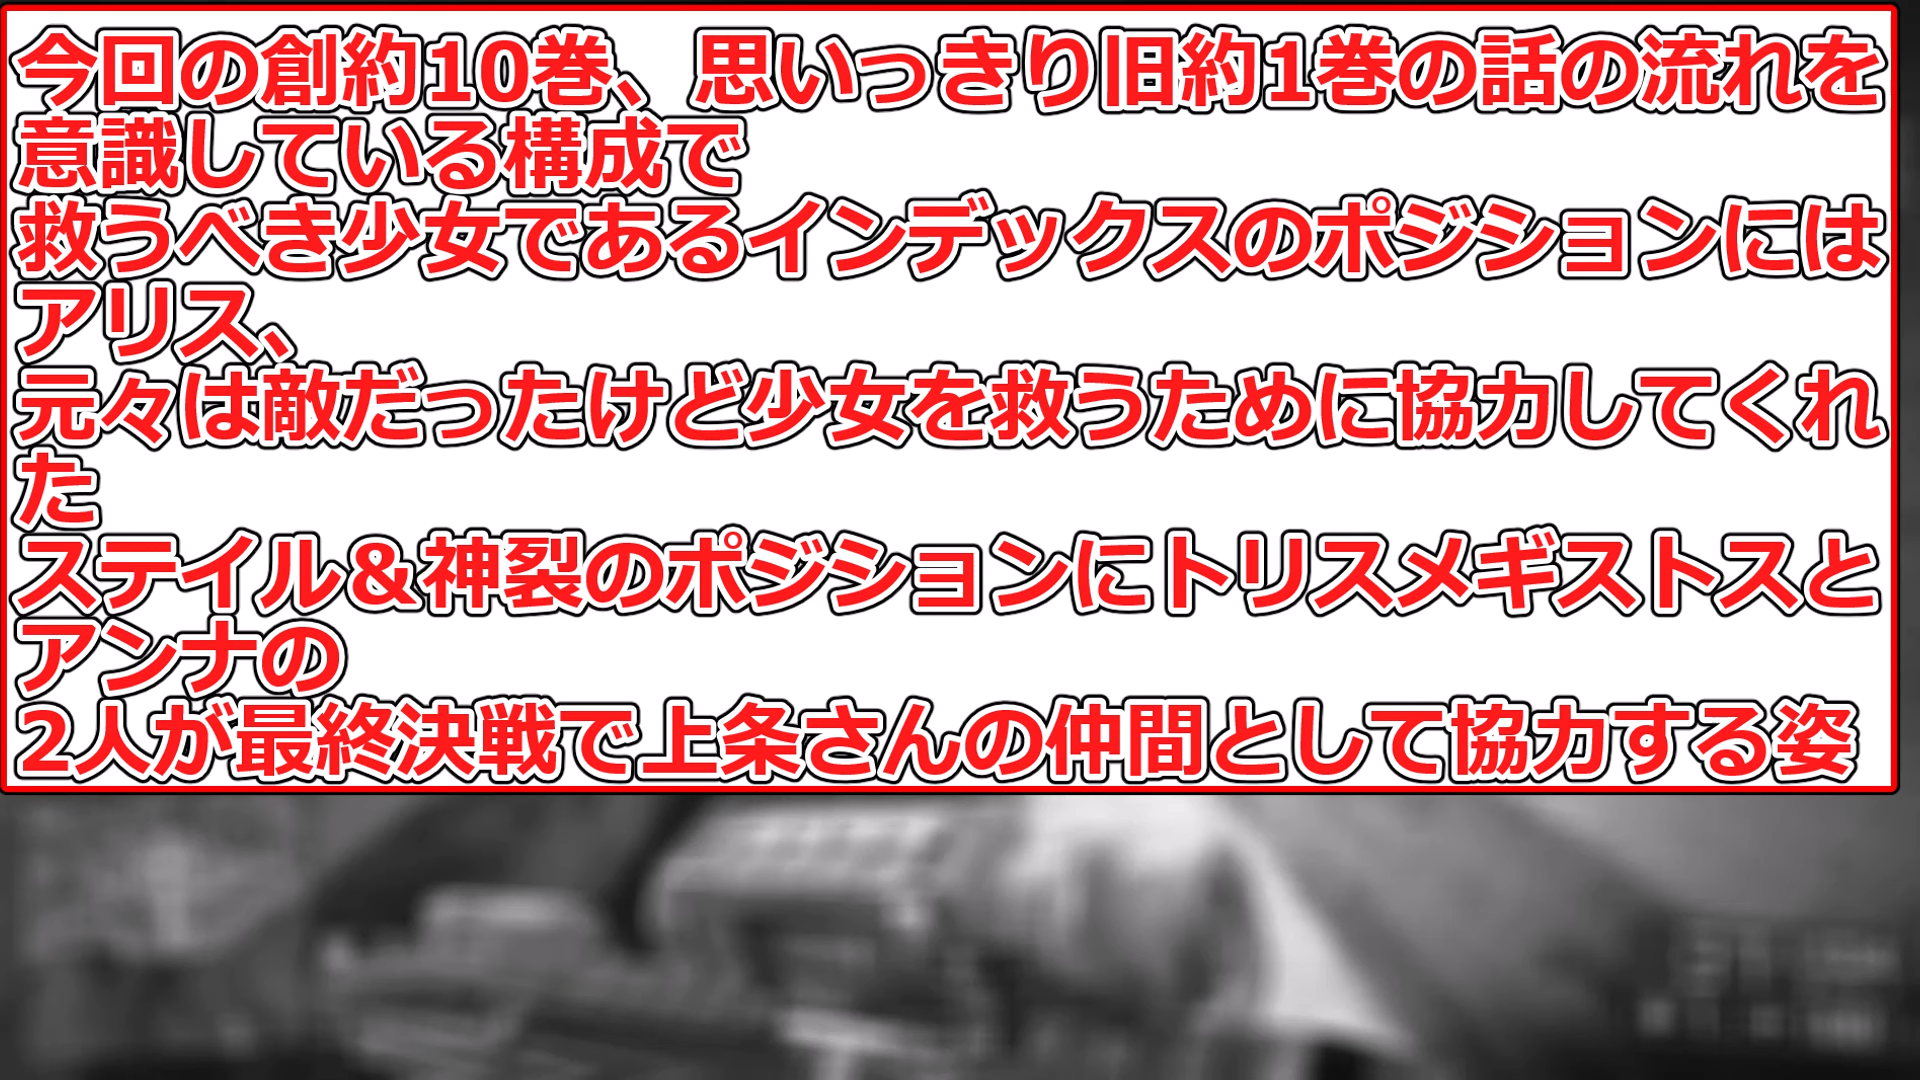 今回の創約10巻、思いっきり旧約1巻の話の流れを
意識している構成で
救うべき少女であるインデックスのポジションには
アリス、
元々は敵だったけど少女を救うために協力してくれ
た
ステイル＆神裂のポジションにトリスメギストスと
アンナの
2人が最終決戦で上条さんの仲間として協力する姿